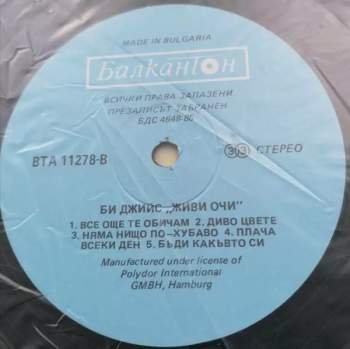 MADE IN BULGARIA
Балкантон
ВСИЧКИ ПРАВА ЗАПАЗЕНИ
ПРЕЗАПИСЪТ ЗАБРАНЕН
БДС 4848-80
ВТА 11278-В
33 СТЕРЕО
БИ ДЖИЙС „ЖИВИ ОЧИ"
1. ВСЕ ОЩЕ ТЕ ОБИЧАМ 2. ДИВО ЦВЕТЕ
3. НЯМА НИЩО ПО-ХУБАВО 4. ПЛАЧА
ВСЕКИ ДЕН 5. БЪДИ КАКЪВТО СИ
Manufactured under license of
Polydor International
GMBH, Hamburg